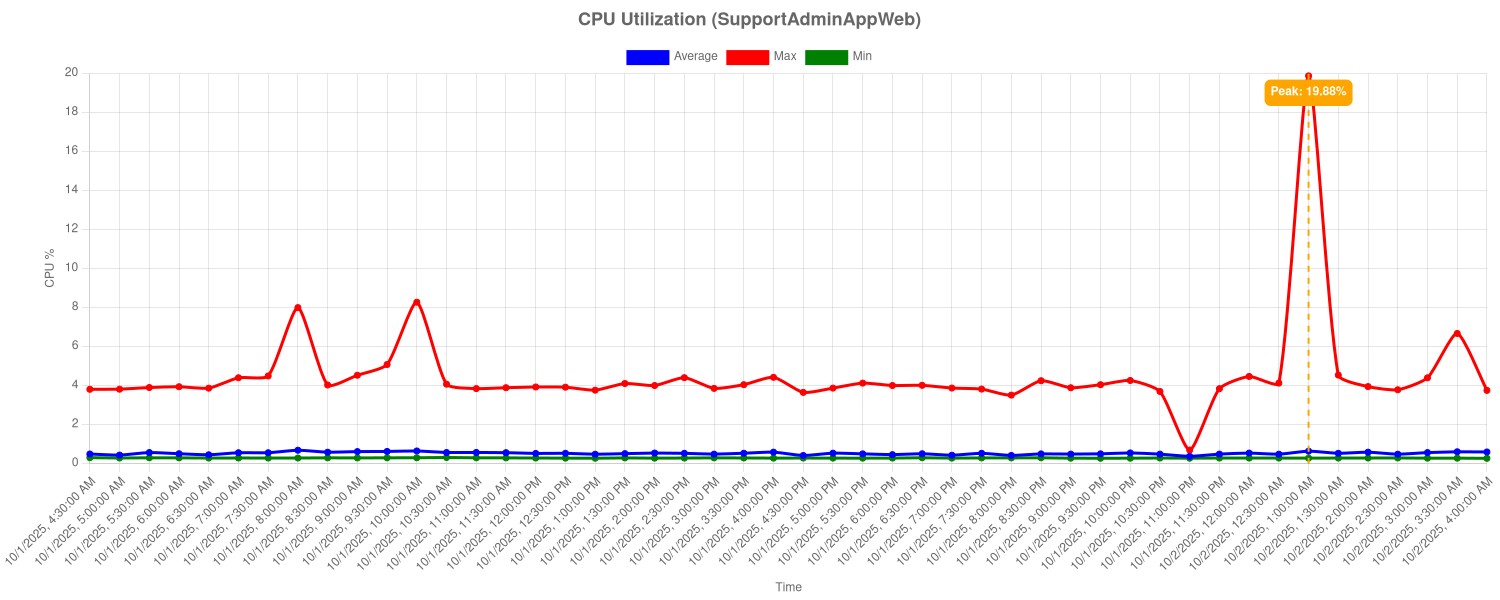 CPU Utilization (SupportAdminAppWeb)
Average Max Min
Peak: 19.88%
CPU %
20
18
16
14
12
10
8
6
4
2
0
10/1/2025, 4:30:00 AM
10/1/2025, 5:00:00 AM
10/1/2025, 5:30:00 AM
10/1/2025, 6:00:00 AM
10/1/2025, 6:30:00 AM
10/1/2025, 7:00:00 AM
10/1/2025, 7:30:00 AM
10/1/2025, 8:00:00 AM
10/1/2025, 8:30:00 AM
10/1/2025, 9:00:00 AM
10/1/2025, 9:30:00 AM
10/1/2025, 10:00:00 AM
10/1/2025, 10:30:00 AM
10/1/2025, 11:00:00 AM
10/1/2025, 11:30:00 AM
10/1/2025, 12:00:00 PM
10/1/2025, 12:30:00 PM
10/1/2025, 1:00:00 PM
10/1/2025, 1:30:00 PM
10/1/2025, 2:00:00 PM
10/1/2025, 2:30:00 PM
10/1/2025, 3:00:00 PM
10/1/2025, 3:30:00 PM
10/1/2025, 4:00:00 PM
10/1/2025, 4:30:00 PM
10/1/2025, 5:00:00 PM
10/1/2025, 5:30:00 PM
10/1/2025, 6:00:00 PM
10/1/2025, 6:30:00 PM
10/1/2025, 7:00:00 PM
10/1/2025, 7:30:00 PM
10/1/2025, 8:00:00 PM
10/1/2025, 8:30:00 PM
10/1/2025, 9:00:00 PM
10/1/2025, 9:30:00 PM
10/1/2025, 10:00:00 PM
10/1/2025, 10:30:00 PM
10/1/2025, 11:00:00 PM
10/1/2025, 11:30:00 PM
10/2/2025, 12:00:00 AM
10/2/2025, 12:30:00 AM
10/2/2025, 1:00:00 AM
10/2/2025, 1:30:00 AM
10/2/2025, 2:00:00 AM
10/2/2025, 2:30:00 AM
10/2/2025, 3:00:00 AM
10/2/2025, 3:30:00 AM
10/2/2025, 4:00:00 AM
Time